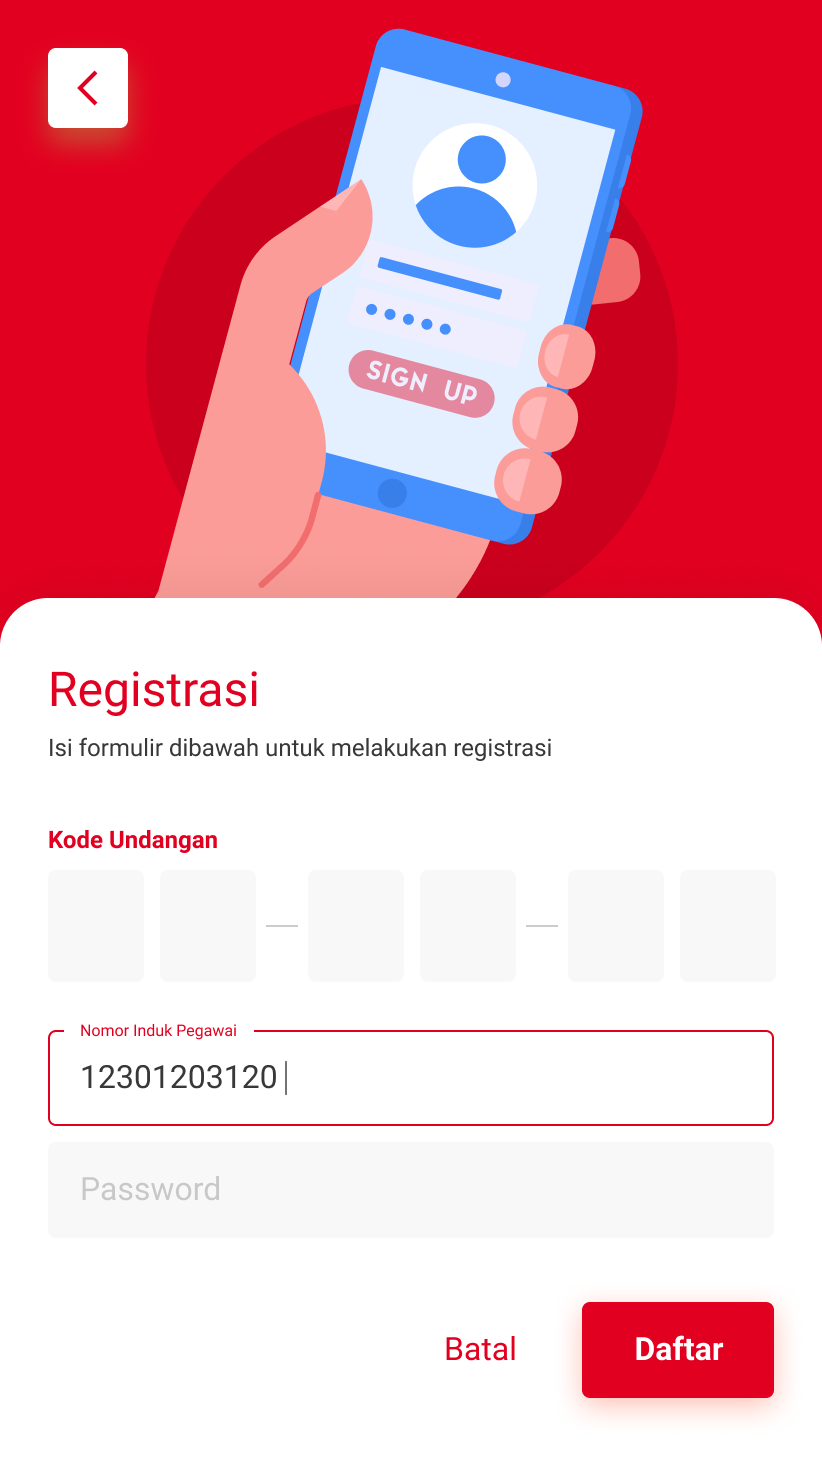 SIGN UP
Registrasi
Isi formulir dibawah untuk melakukan registrasi
Kode Undangan
Nomor Induk Pegawai
12301203120
Password
Batal
Daftar